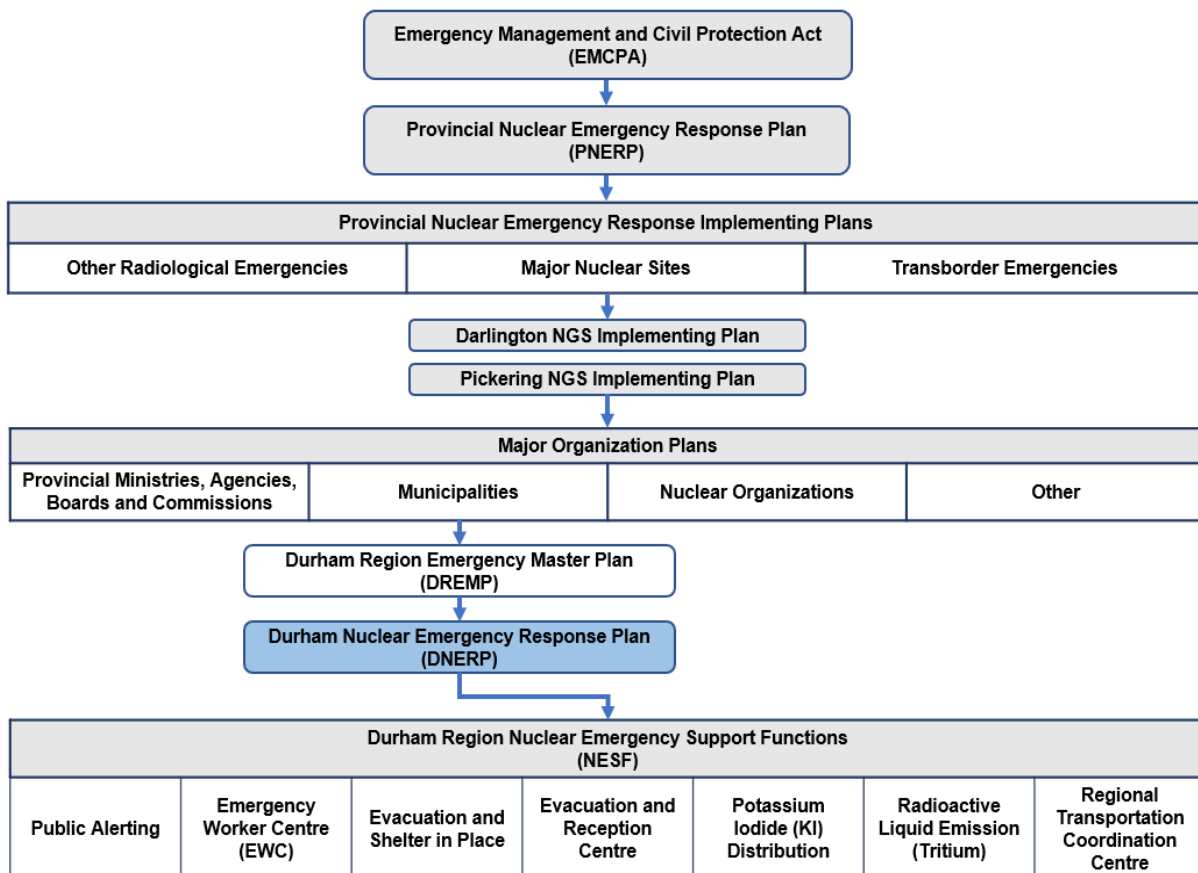 Emergency Management and Civil Protection Act
(EMCPA)
Provincial Nuclear Emergency Response Plan
(PNERP)
Provincial Nuclear Emergency Response Implementing Plans
Other Radiological Emergencies
Major Nuclear Sites
Transborder Emergencies
Darlington NGS Implementing Plan
Pickering NGS Implementing Plan
Major Organization Plans
Provincial Ministries, Agencies,
Boards and Commissions
Municipalities
Nuclear Organizations
Other
Durham Region Emergency Master Plan
(DREMP)
Durham Nuclear Emergency Response Plan
(DNERP)
Durham Region Nuclear Emergency Support Functions
(NESF)
Public Alerting
Emergency
Worker Centre
(EWC)
Evacuation and
Shelter in Place
Evacuation and
Reception
Centre
Potassium
Iodide (KI)
Distribution
Radioactive
Liquid Emission
(Tritium)
Regional
Transportation
Coordination
Centre